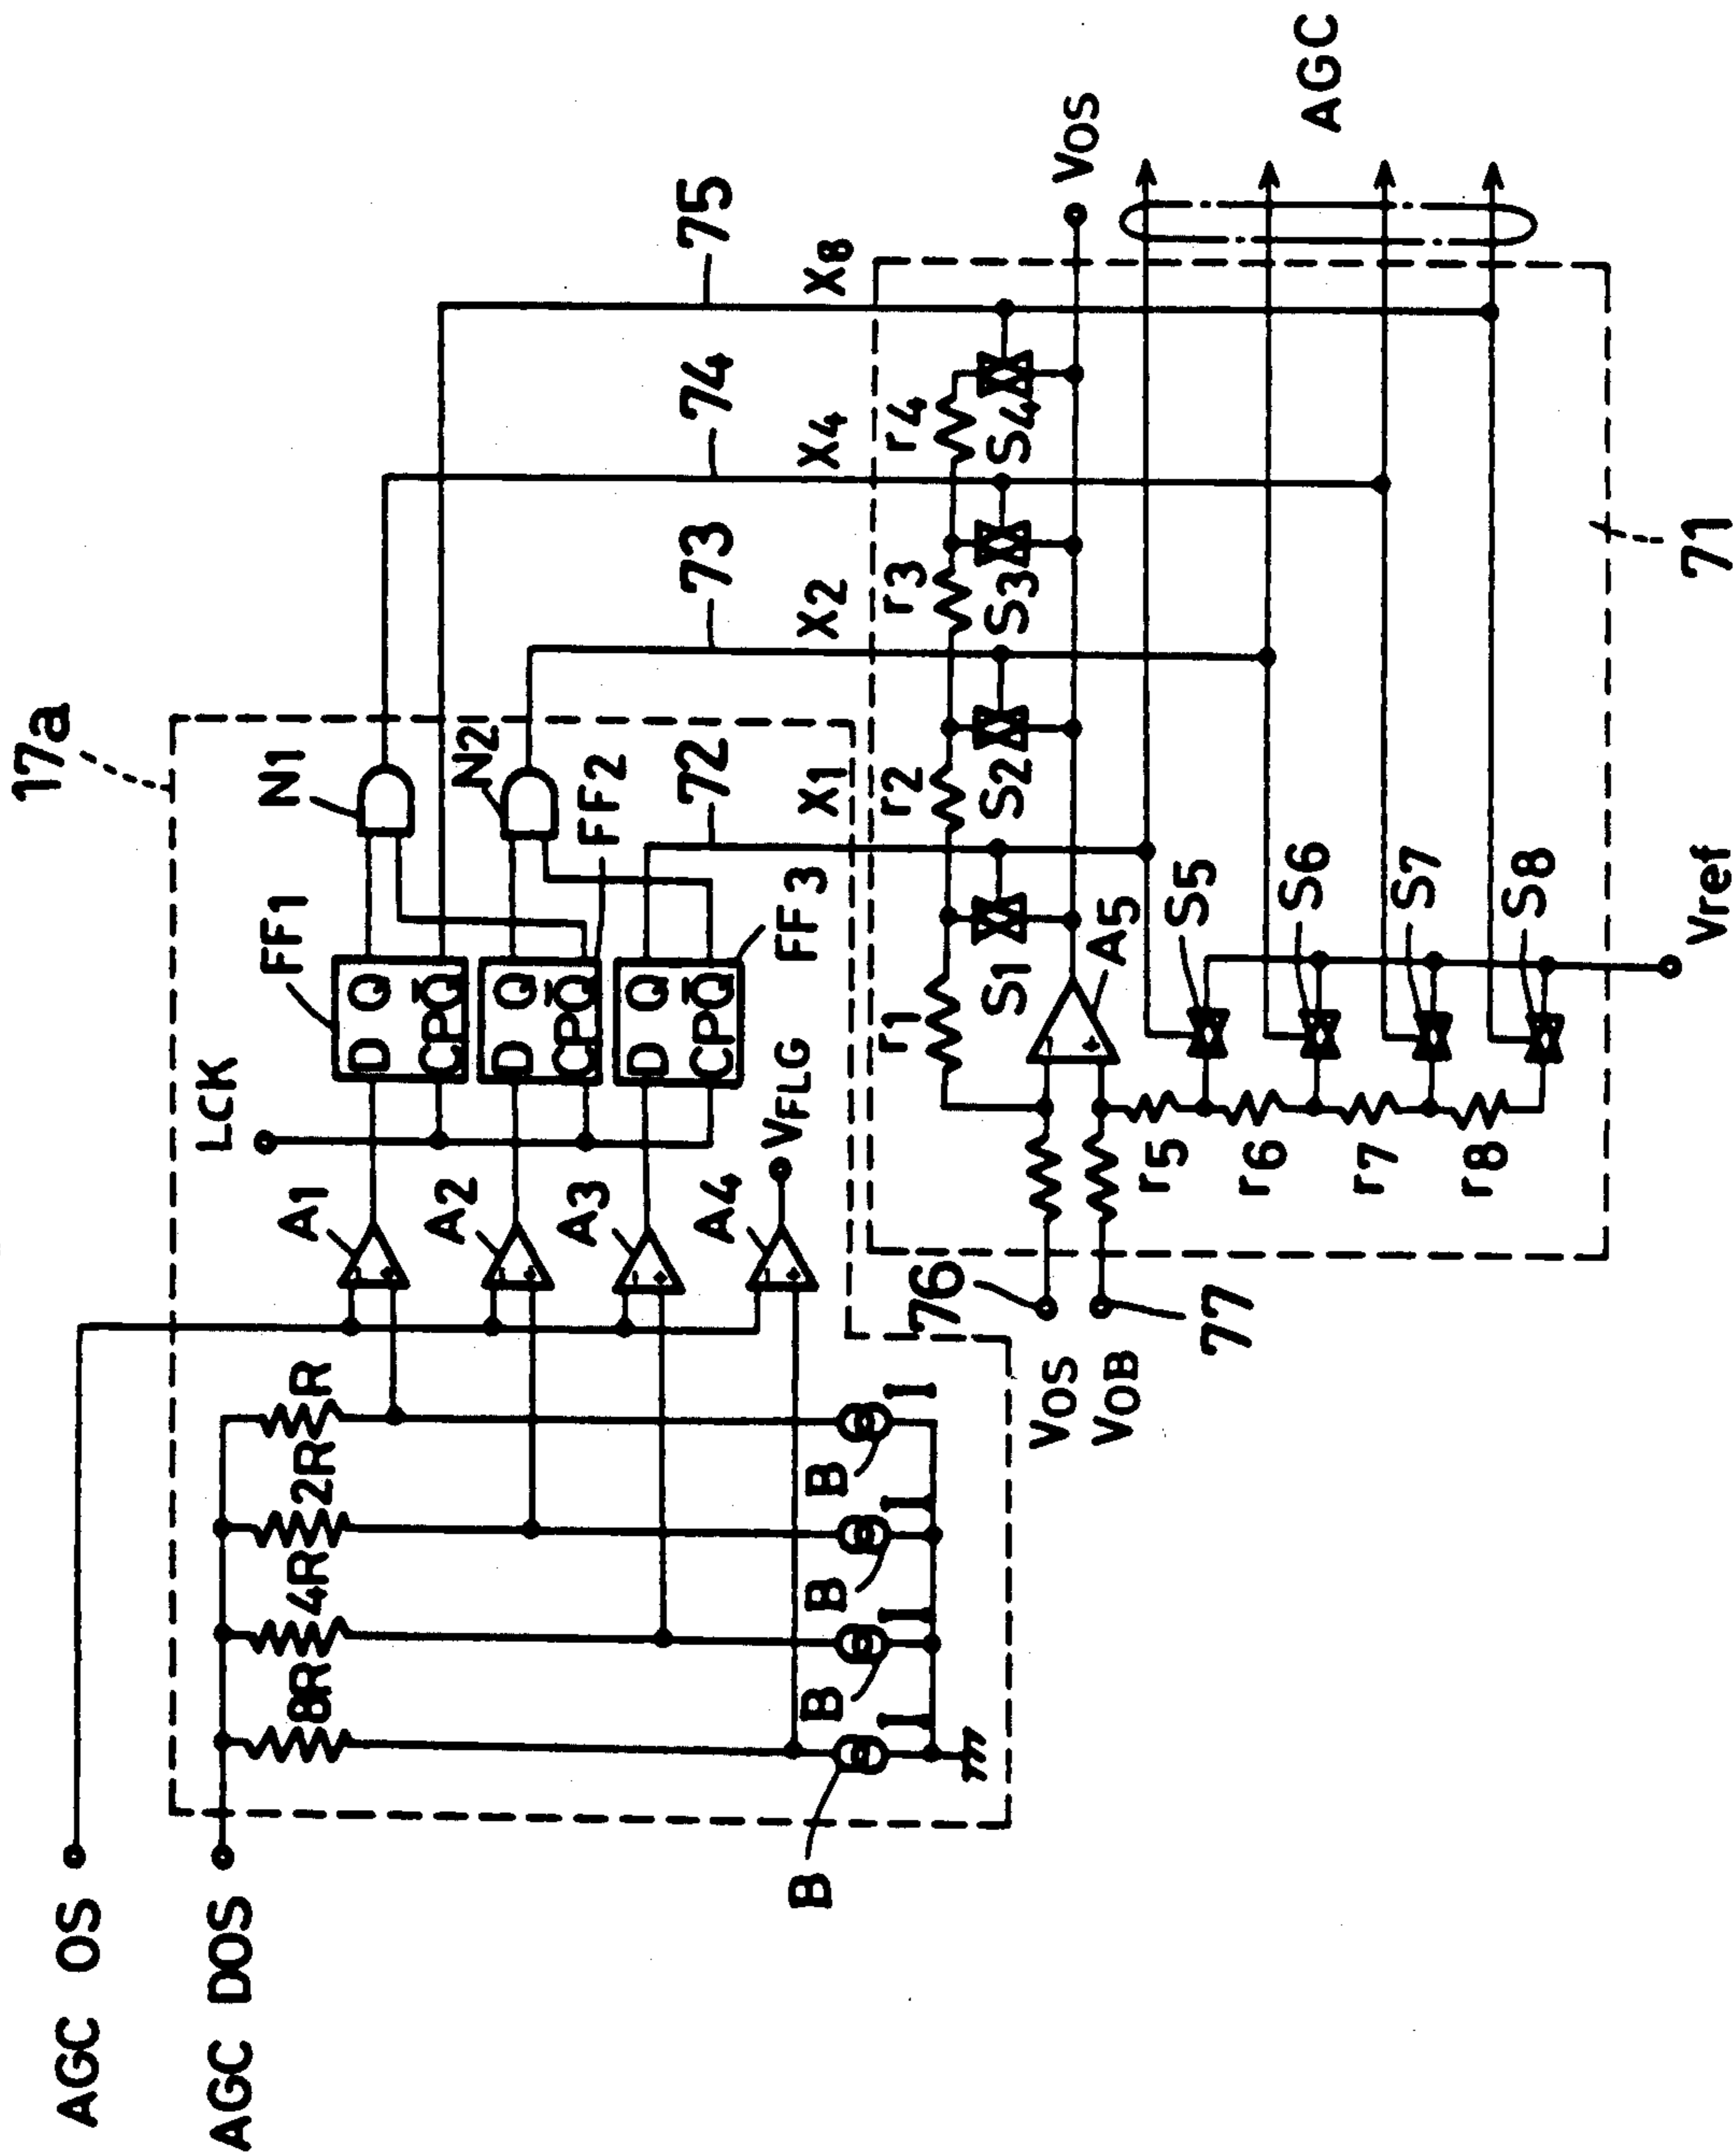 17a
AGC OS
AGC DOS
8R
4R
2R
R
B
B
B
B
I
I
I
I
A1
A2
A3
A4
VFLG
LCK
FF1
D Q
CP Q̅
D Q
CP Q̅
D Q
CP Q̅
FF2
FF3
N1
N2
72
73
74
75
X1
X2
X4
X8
VOS
VOB
76
77
r1
r2
r3
r4
S1
S2
S3
S4
-
+
A5
VOS
r5
r6
r7
r8
S5
S6
S7
S8
Vref
AGC
71